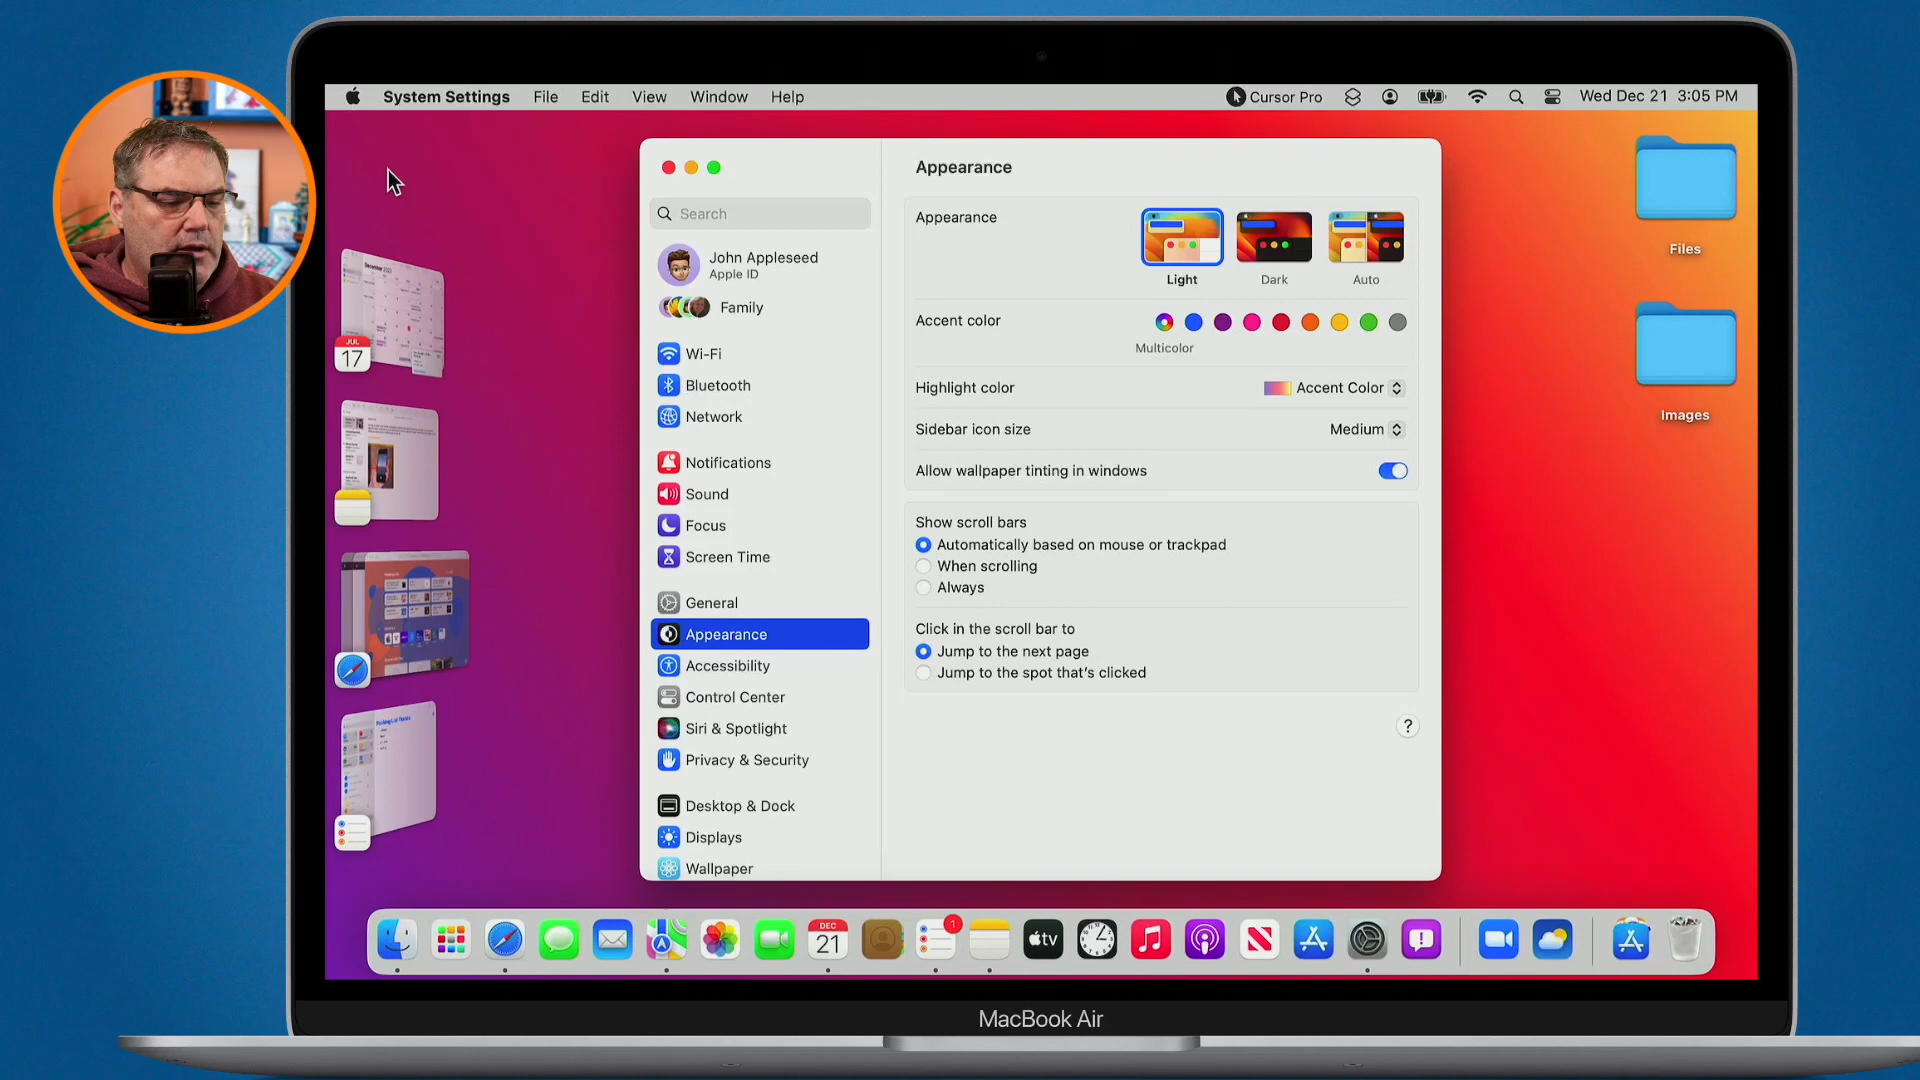 System Settings File Edit View Window Help Cursor Pro Wed Dec 21 3:05 PM
Appearance
Search
John Appleseed
Apple ID
Family
Wi-Fi
Bluetooth
Network
Notifications
Sound
Focus
Screen Time
General
Appearance
Accessibility
Control Center
Siri & Spotlight
Privacy & Security
Desktop & Dock
Displays
Wallpaper
Appearance
Light Dark Auto
Accent color
Multicolor
Highlight color Accent Color
Sidebar icon size Medium
Allow wallpaper tinting in windows
Show scroll bars
Automatically based on mouse or trackpad
When scrolling
Always
Click in the scroll bar to
Jump to the next page
Jump to the spot that's clicked
?
Files
Images
JUL
17
DEC
21
1
tv
MacBook Air